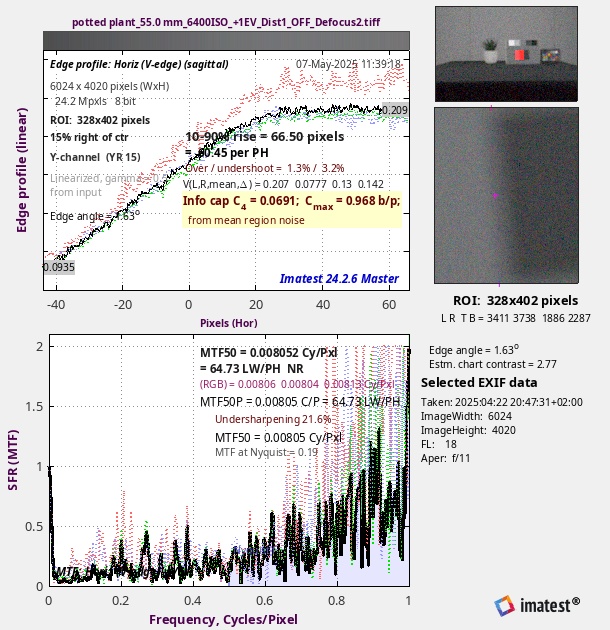 potted plant_55.0 mm_6400ISO_+1EV_Dist1_OFF_Defocus2.tiff
Edge profile: Horiz (V-edge) (sagittal)
07-May-2025 11:39:18
6024 x 4020 pixels (WxH)
24.2 Mpxls 8 bit
ROI: 328x402 pixels
15% right of ctr
Y-channel (YR 15)
Linearized, gamma =
from input
Edge angle = 1.63°
10-90% rise = 66.50 pixels
= 60.45 per PH
Over / undershoot = 1.3% / 3.2%
V(L,R,mean,Δ) = 0.207 0.0777 0.13 0.142
Info cap C4 = 0.0691; Cmax = 0.968 b/p;
from mean region noise
0.209
0.0935
Imatest 24.2.6 Master
Edge profile (linear)
-40 -20 0 20 40 60
Pixels (Hor)
ROI: 328x402 pixels
L R T B = 3411 3738 1886 2287
Edge angle = 1.63°
Estm. chart contrast = 2.77
Selected EXIF data
Taken: 2025:04:22 20:47:31+02:00
ImageWidth: 6024
ImageHeight: 4020
FL: 18
Aper: f/11
MTF50 = 0.008052 Cy/Pxl
= 64.73 LW/PH NR
(RGB) = 0.00806 0.00804 0.00813 Cy/Pxl
MTF50P = 0.00805 C/P = 64.73 LW/PH
Undersharpening 21.6%
MTF50 = 0.00805 Cy/Pxl
MTF at Nyquist = 0.19
SFR (MTF)
2
1.5
1
0.5
0
0 0.2 0.4 0.6 0.8 1
Frequency, Cycles/Pixel
imatest®